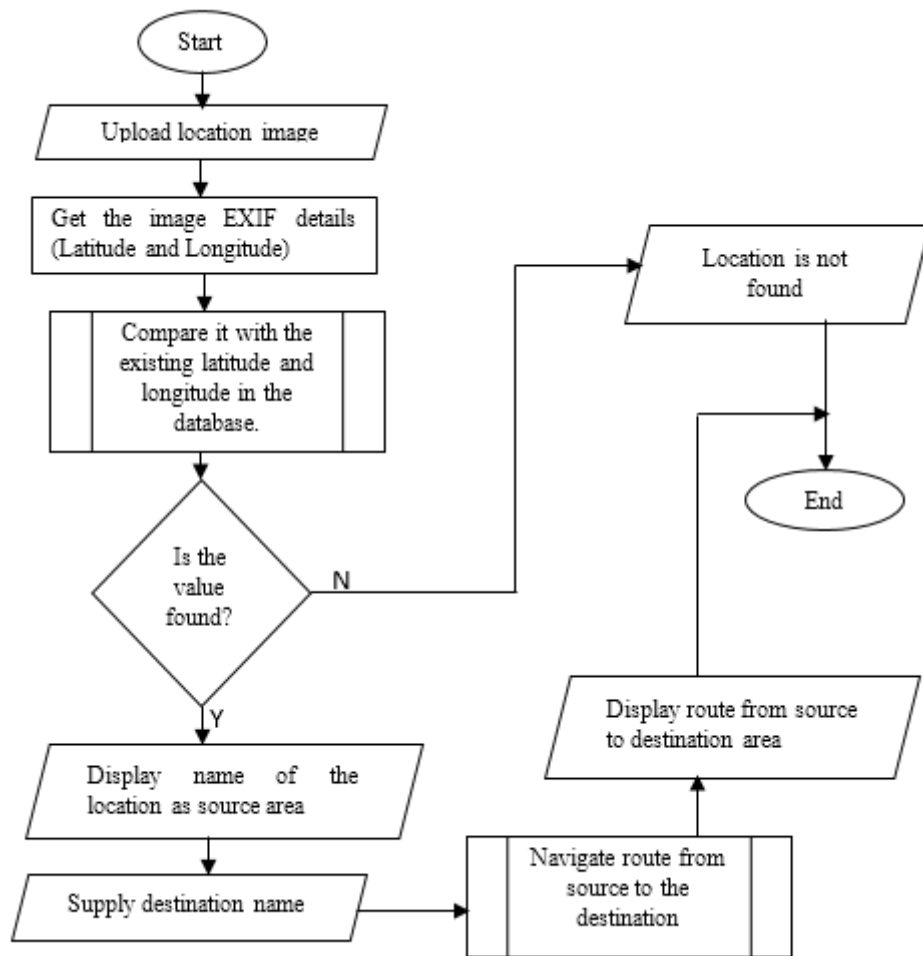 Start
Upload location image
Get the image EXIF details
(Latitude and Longitude)
Compare it with the
existing latitude and
longitude in the
database.
Is the
value
found?
N
Y
Location is not
found
End
Display name of the
location as source area
Supply destination name
Navigate route from
source to the
destination
Display route from source
to destination area